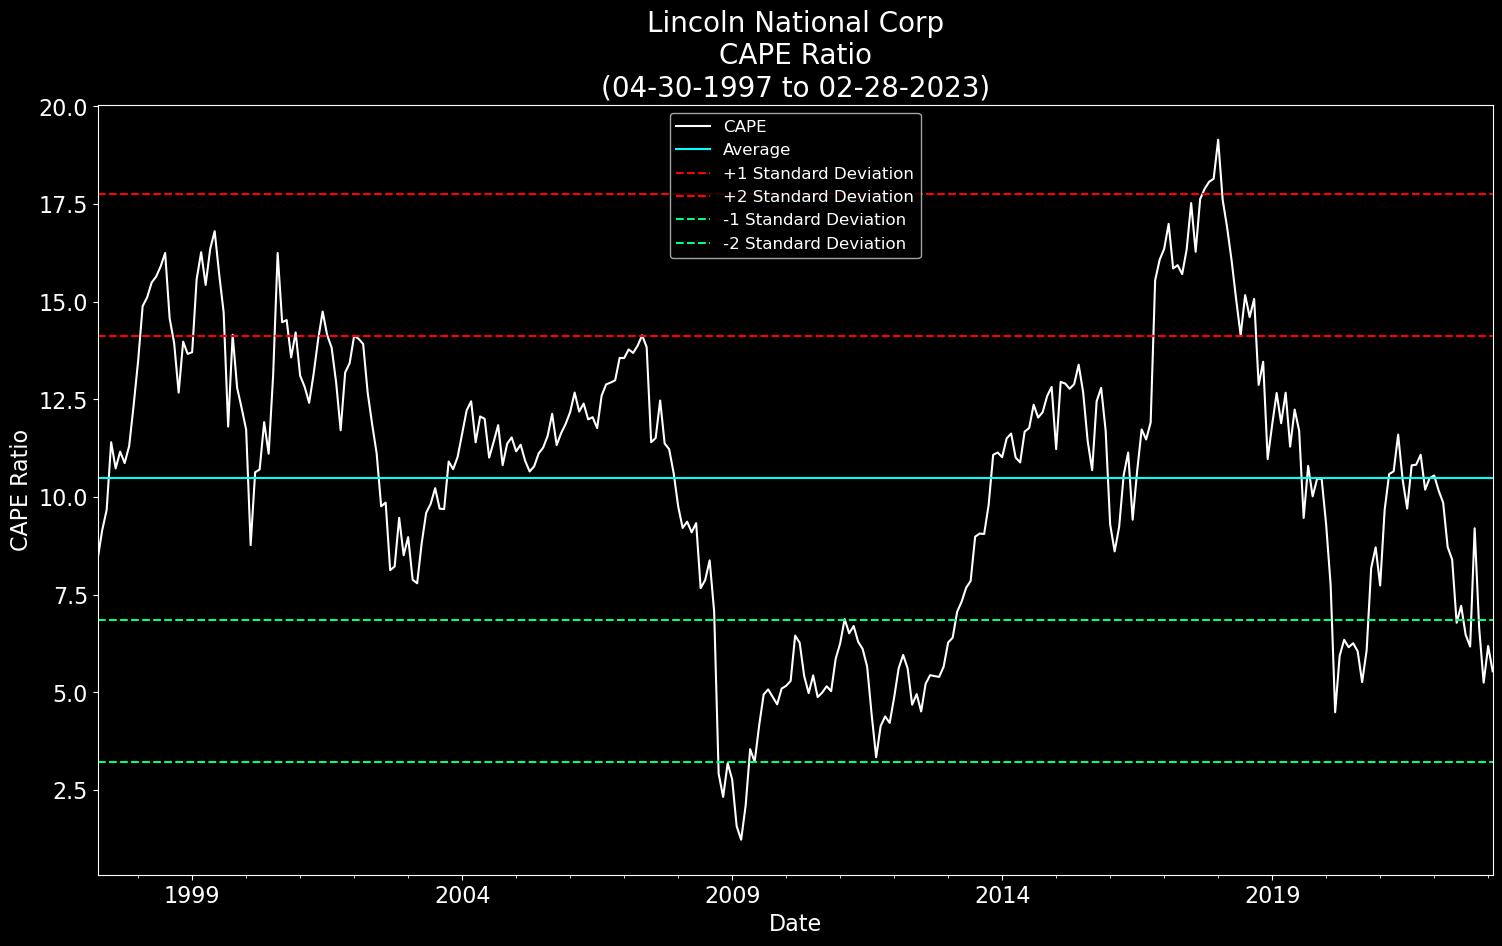 Lincoln National Corp
CAPE Ratio
(04-30-1997 to 02-28-2023)
CAPE
Average
+1 Standard Deviation
+2 Standard Deviation
-1 Standard Deviation
-2 Standard Deviation
20.0
17.5
15.0
12.5
10.0
7.5
5.0
2.5
CAPE Ratio
1999
2004
2009
2014
2019
Date